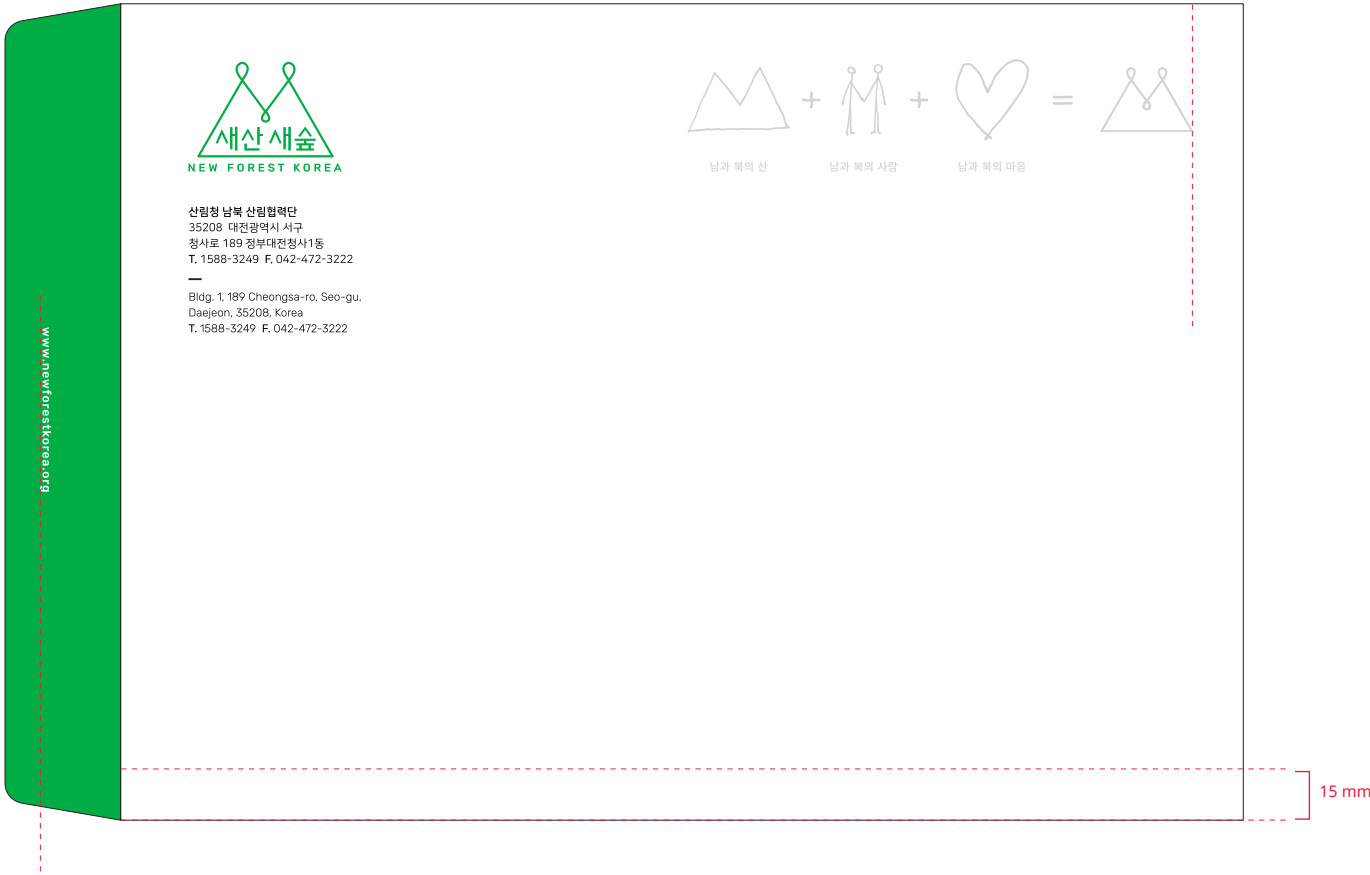 새산 새숲
NEW FOREST KOREA
+ + =
남과 북의 산 남과 북의 사람 남과 북의 마음
산림청 남북 산림협력단
35208 대전광역시 서구
청사로 189 정부대전청사1동
T. 1588-3249 F. 042-472-3222
Bldg. 1, 189 Cheongsa-ro, Seo-gu,
Daejeon, 35208, Korea
T. 1588-3249 F. 042-472-3222
www.newforestkorea.org
15 mm